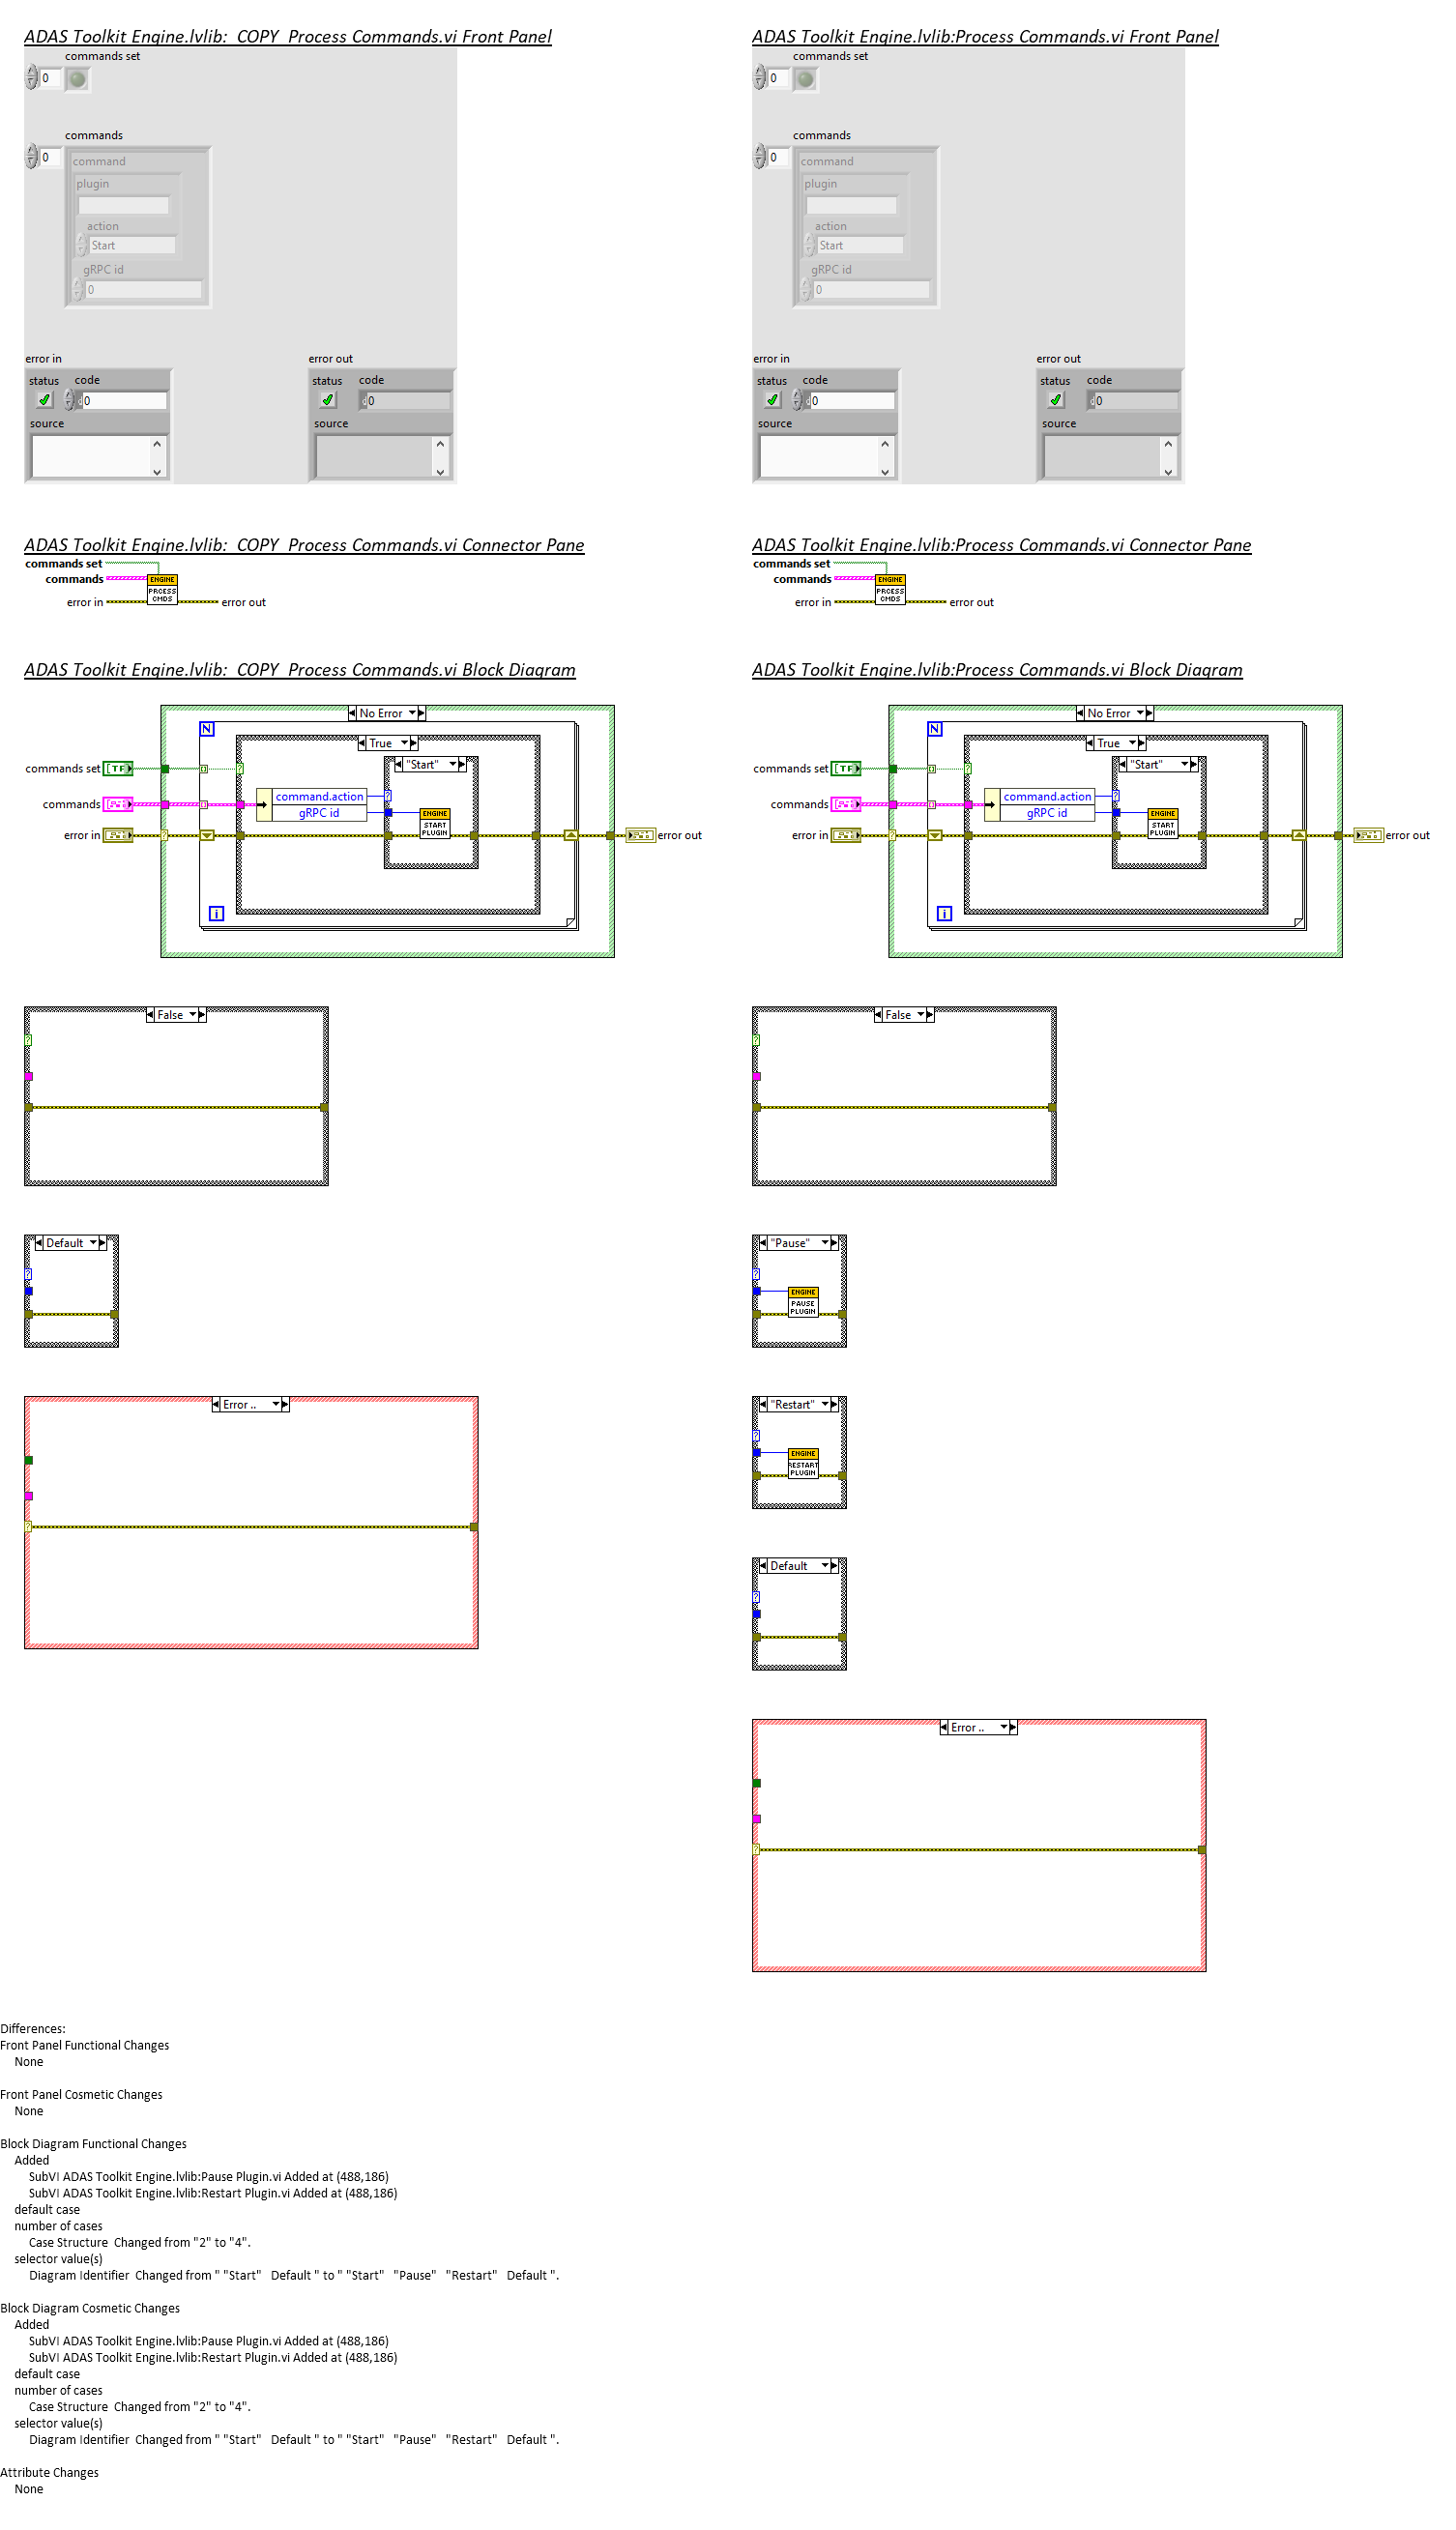 ADAS Toolkit Engine.lvlib:  COPY  Process Commands.vi Front Panel
commands set
0
commands
0
command
plugin
action
Start
gRPC id
0
error in
status
code
0
source
error out
status
code
0
source
ADAS Toolkit Engine.lvlib:Process Commands.vi Front Panel
commands set
0
commands
0
command
plugin
action
Start
gRPC id
0
error in
status
code
0
source
error out
status
code
0
source
ADAS Toolkit Engine.lvlib:  COPY  Process Commands.vi Connector Pane
commands set
commands
error in
ENGINE
PRCESS
CMDS
error out
ADAS Toolkit Engine.lvlib:Process Commands.vi Connector Pane
commands set
commands
error in
ENGINE
PRCESS
CMDS
error out
ADAS Toolkit Engine.lvlib:  COPY  Process Commands.vi Block Diagram
No Error
N
True
"Start"
commands set
TF
commands
command.action
gRPC id
ENGINE
START
PLUGIN
error in
error out
i
False
Default
Error ..
ADAS Toolkit Engine.lvlib:Process Commands.vi Block Diagram
No Error
N
True
"Start"
commands set
TF
commands
command.action
gRPC id
ENGINE
START
PLUGIN
error in
error out
i
False
"Pause"
ENGINE
PAUSE
PLUGIN
"Restart"
ENGINE
RESTART
PLUGIN
Default
Error ..
Differences:
Front Panel Functional Changes
None
Front Panel Cosmetic Changes
None
Block Diagram Functional Changes
Added
SubVI ADAS Toolkit Engine.lvlib:Pause Plugin.vi Added at (488,186)
SubVI ADAS Toolkit Engine.lvlib:Restart Plugin.vi Added at (488,186)
default case
number of cases
Case Structure  Changed from "2" to "4".
selector value(s)
Diagram Identifier  Changed from " "Start"   Default " to " "Start"   "Pause"   "Restart"   Default ".
Block Diagram Cosmetic Changes
Added
SubVI ADAS Toolkit Engine.lvlib:Pause Plugin.vi Added at (488,186)
SubVI ADAS Toolkit Engine.lvlib:Restart Plugin.vi Added at (488,186)
default case
number of cases
Case Structure  Changed from "2" to "4".
selector value(s)
Diagram Identifier  Changed from " "Start"   Default " to " "Start"   "Pause"   "Restart"   Default ".
Attribute Changes
None